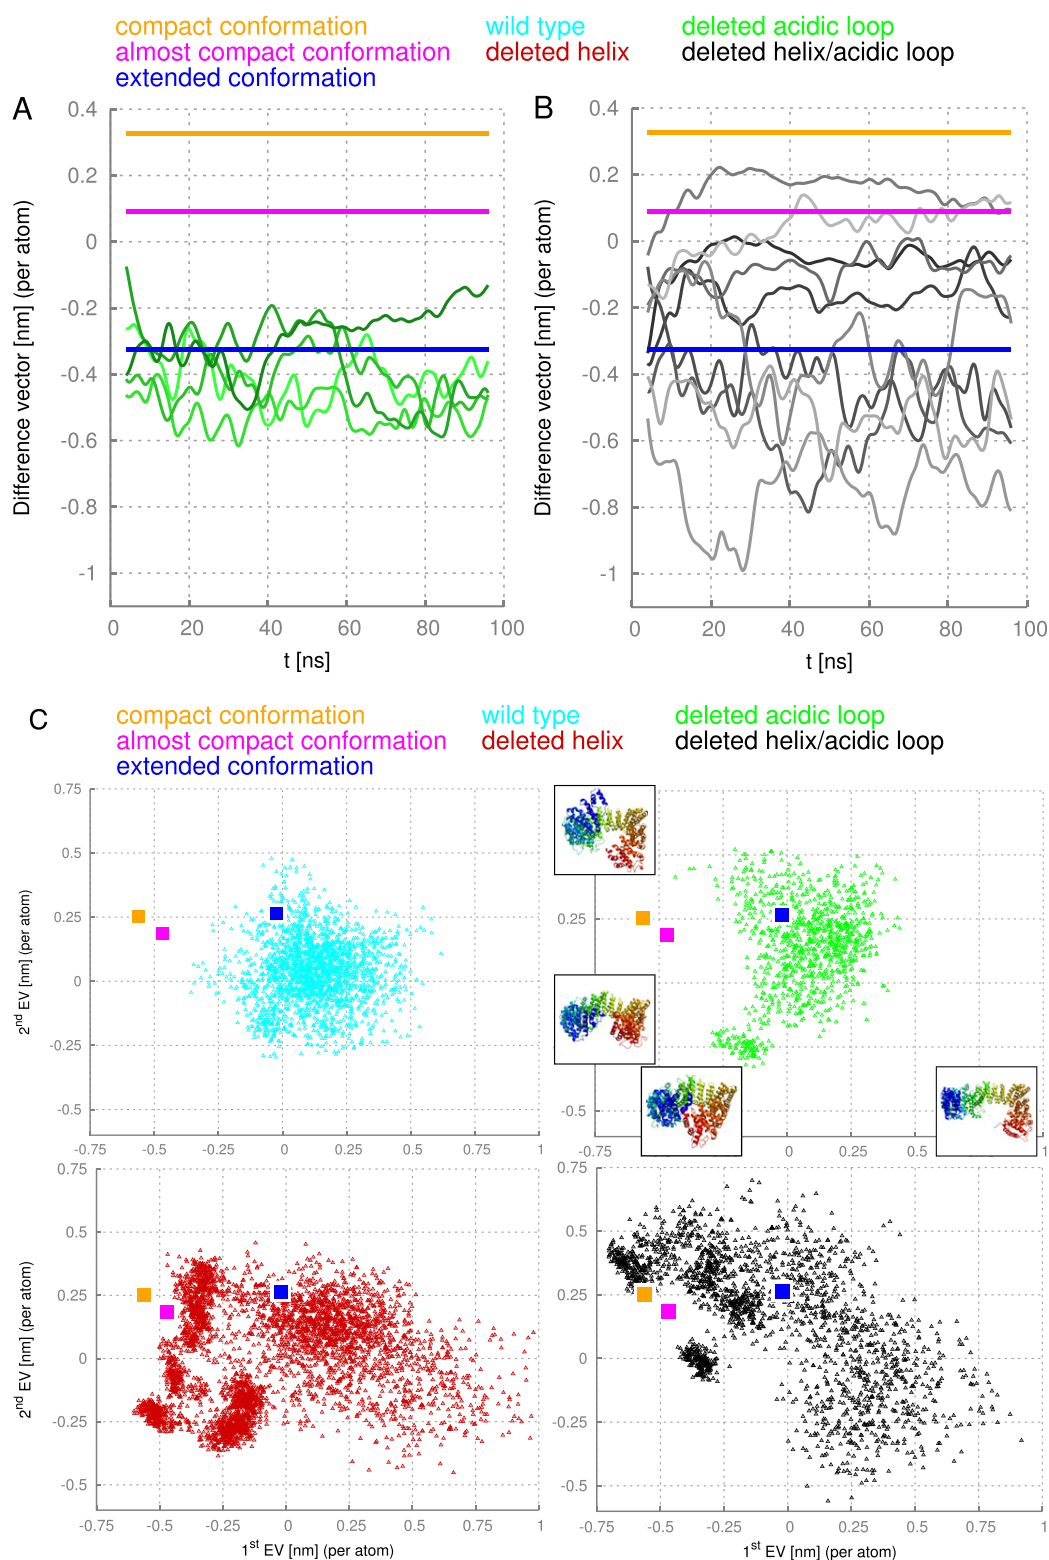 compact conformation wild type deleted acidic loop
almost compact conformation deleted helix deleted helix/acidic loop
extended conformation
A
0.4
0.2
0
-0.2
-0.4
-0.6
-0.8
-1
0 20 40 60 80 100
Difference vector [nm] (per atom)
t [ns]
B
0.4
0.2
0
-0.2
-0.4
-0.6
-0.8
-1
0 20 40 60 80 100
Difference vector [nm] (per atom)
t [ns]
C
compact conformation wild type deleted acidic loop
almost compact conformation deleted helix deleted helix/acidic loop
extended conformation
0.75
0.5
0.25
0
-0.25
-0.5
-0.75 -0.5 -0.25 0 0.25 0.5 0.75 1
2nd EV [nm] (per atom)
0.25
-0.5
-0.75 0 0.25 1
0.75
0.5
0.25
0
-0.25
-0.5
-0.75 -0.5 -0.25 0 0.25 0.5 0.75 1
2nd EV [nm] (per atom)
1st EV [nm] (per atom)
0.75
0.5
0.25
0
-0.25
-0.5
-0.75 -0.5 -0.25 0 0.25 0.5 0.75 1
1st EV [nm] (per atom)